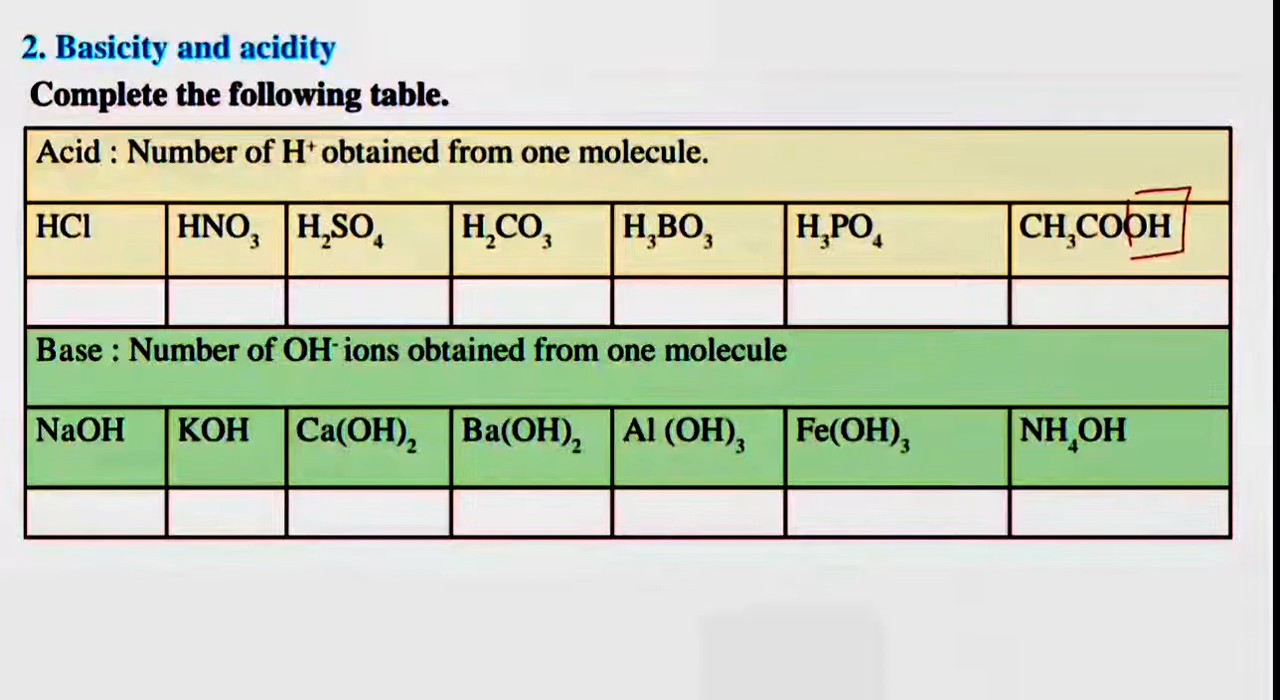 2. Basicity and acidity
Complete the following table.
Acid : Number of H⁺ obtained from one molecule.
HCl HNO₃ H₂SO₄ H₂CO₃ H₃BO₃ H₃PO₄ CH₃COOH
Base : Number of OH⁻ ions obtained from one molecule
NaOH KOH Ca(OH)₂ Ba(OH)₂ Al (OH)₃ Fe(OH)₃ NH₄OH